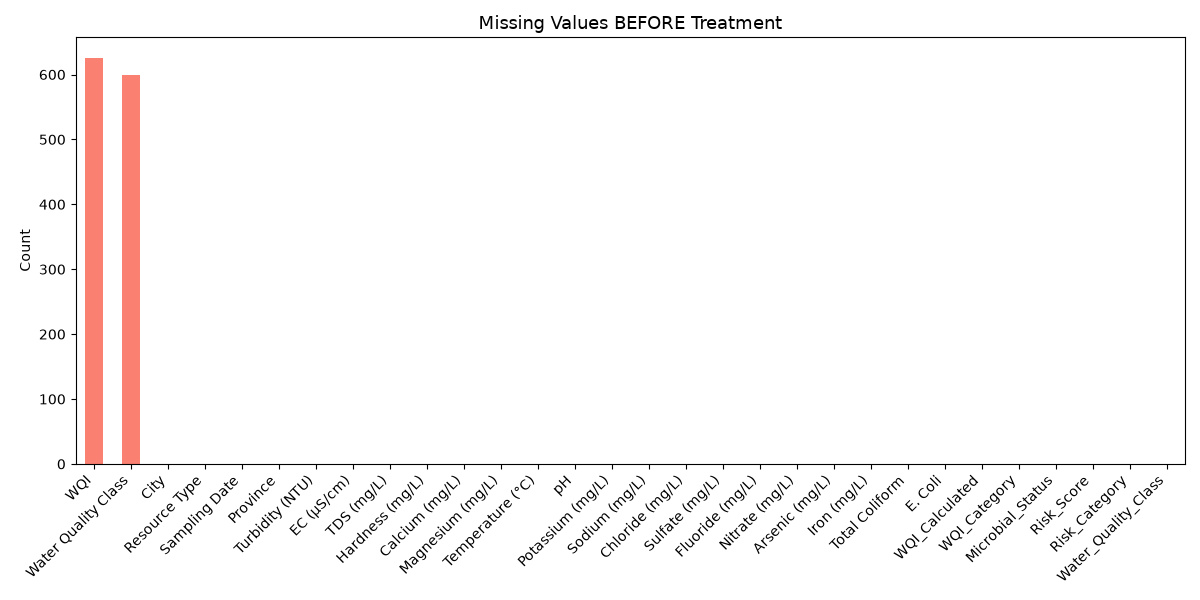 Missing Values BEFORE Treatment
Count
600
500
400
300
200
100
0
WQI
Water Quality Class
City
Resource Type
Sampling Date
Province
Turbidity (NTU)
EC (µS/cm)
TDS (mg/L)
Hardness (mg/L)
Calcium (mg/L)
Magnesium (mg/L)
Temperature (°C)
pH
Potassium (mg/L)
Sodium (mg/L)
Chloride (mg/L)
Sulfate (mg/L)
Fluoride (mg/L)
Nitrate (mg/L)
Arsenic (mg/L)
Iron (mg/L)
Total Coliform
E. Coli
WQI_Calculated
WQI_Category
Microbial_Status
Risk_Score
Risk_Category
Water_Quality_Class